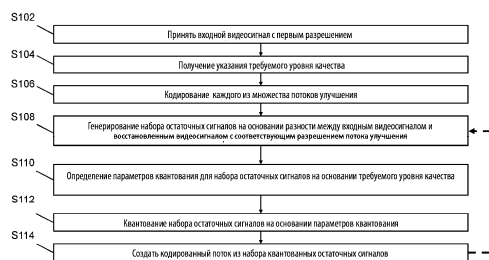 S102
Принять входной видеосигнал с первым разрешением
S104
Получение указания требуемого уровня качества
S106
Кодирование каждого из множества потоков улучшения
S108
Генерирование набора остаточных сигналов на основании разности между входным видеосигналом и
восстановленным видеосигналом с соответствующим разрешением потока улучшения
S110
Определение параметров квантования для набора остаточных сигналов на основании требуемого уровня качества
S112
Квантование набора остаточных сигналов на основании параметров квантования
S114
Создать кодированный поток из набора квантованных остаточных сигналов